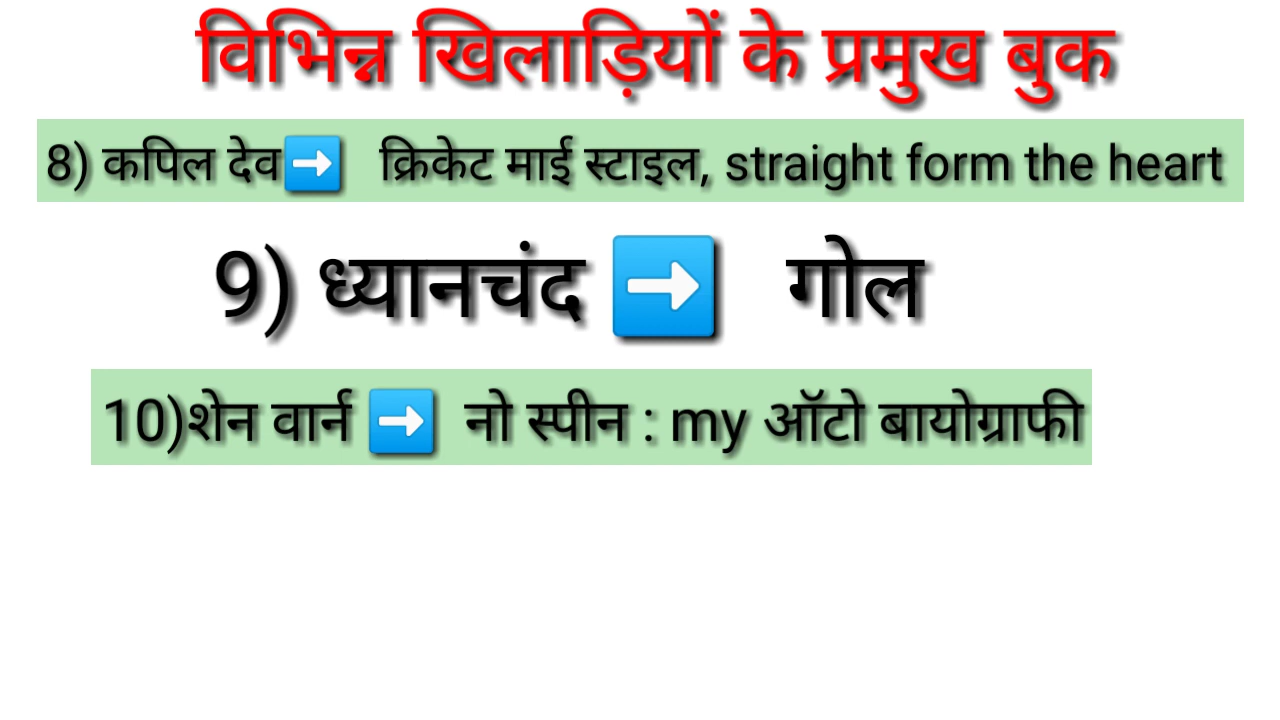 विभिन्न खिलाड़ियों के प्रमुख बुक
8) कपिल देव➡ क्रिकेट माई स्टाइल, straight form the heart
9) ध्यानचंद ➡ गोल
10)शेन वार्न ➡ नो स्पीन : my ऑटो बायोग्राफी